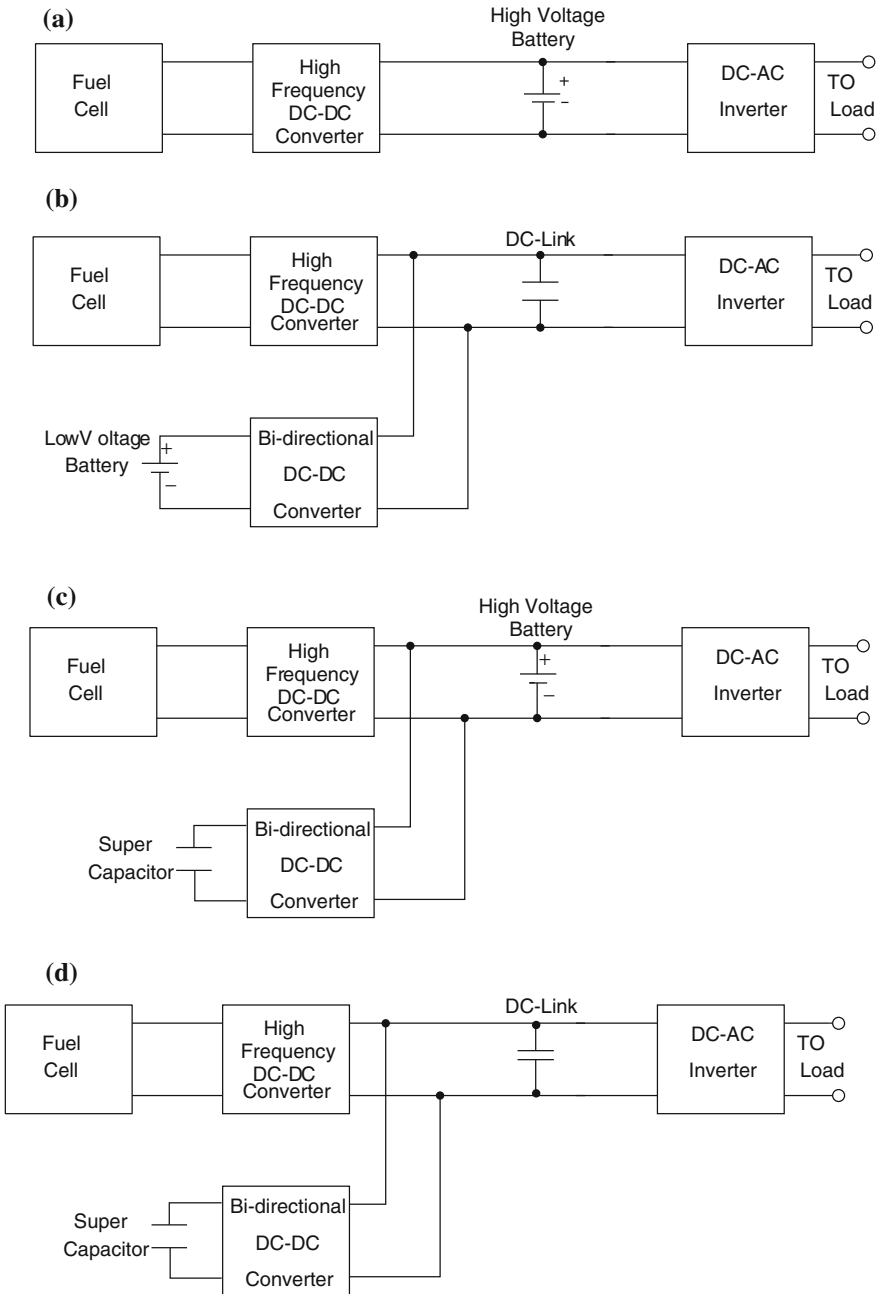 (a)
High Voltage
Battery
Fuel
Cell
High
Frequency
DC-DC
Converter
+
-
DC-AC
Inverter
TO
Load
(b)
Fuel
Cell
High
Frequency
DC-DC
Converter
DC-Link
DC-AC
Inverter
TO
Load
LowV oltage
Battery
+
–
Bi-directional
DC-DC
Converter
(c)
High Voltage
Battery
Fuel
Cell
High
Frequency
DC-DC
Converter
+
–
DC-AC
Inverter
TO
Load
Super
Capacitor
Bi-directional
DC-DC
Converter
(d)
Fuel
Cell
High
Frequency
DC-DC
Converter
DC-Link
DC-AC
Inverter
TO
Load
Super
Capacitor
Bi-directional
DC-DC
Converter